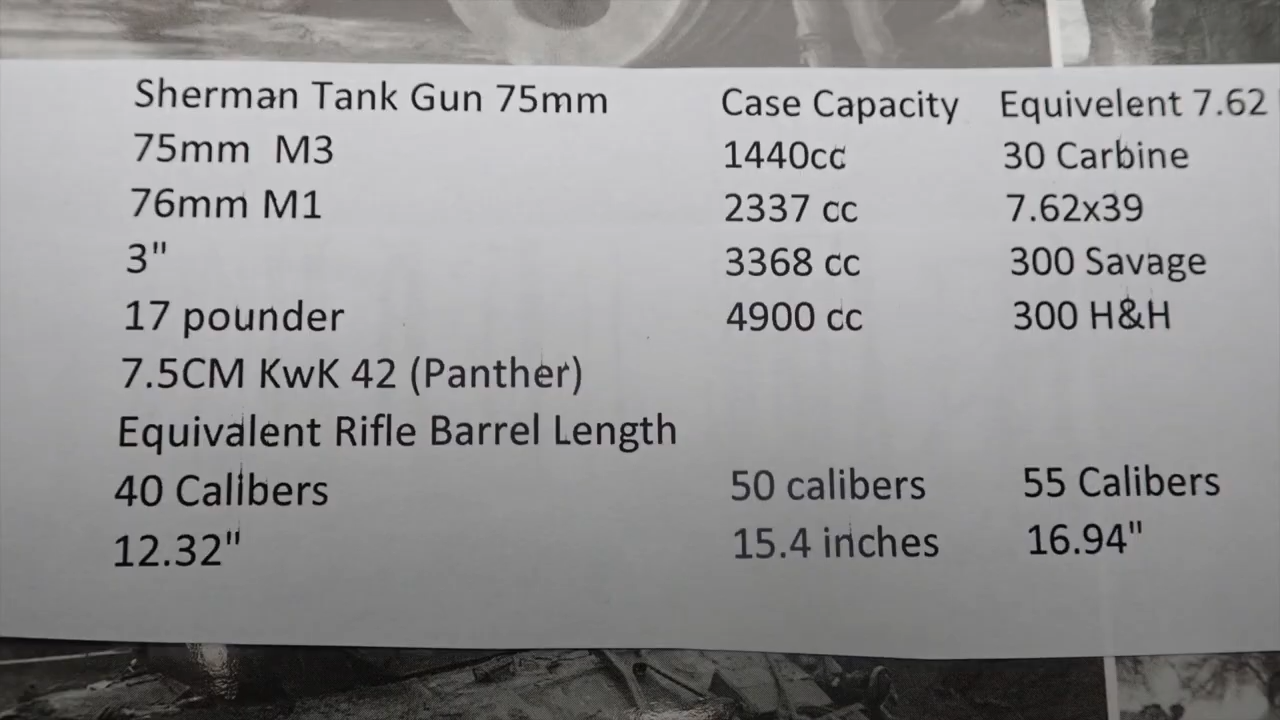 Sherman Tank Gun 75mm Case Capacity Equivelent 7.62
75mm M3 1440cc 30 Carbine
76mm M1 2337 cc 7.62x39
3" 3368 cc 300 Savage
17 pounder 4900 cc 300 H&H
7.5CM KwK 42 (Panther)
Equivalent Rifle Barrel Length
40 Calibers 50 calibers 55 Calibers
12.32" 15.4 inches 16.94"